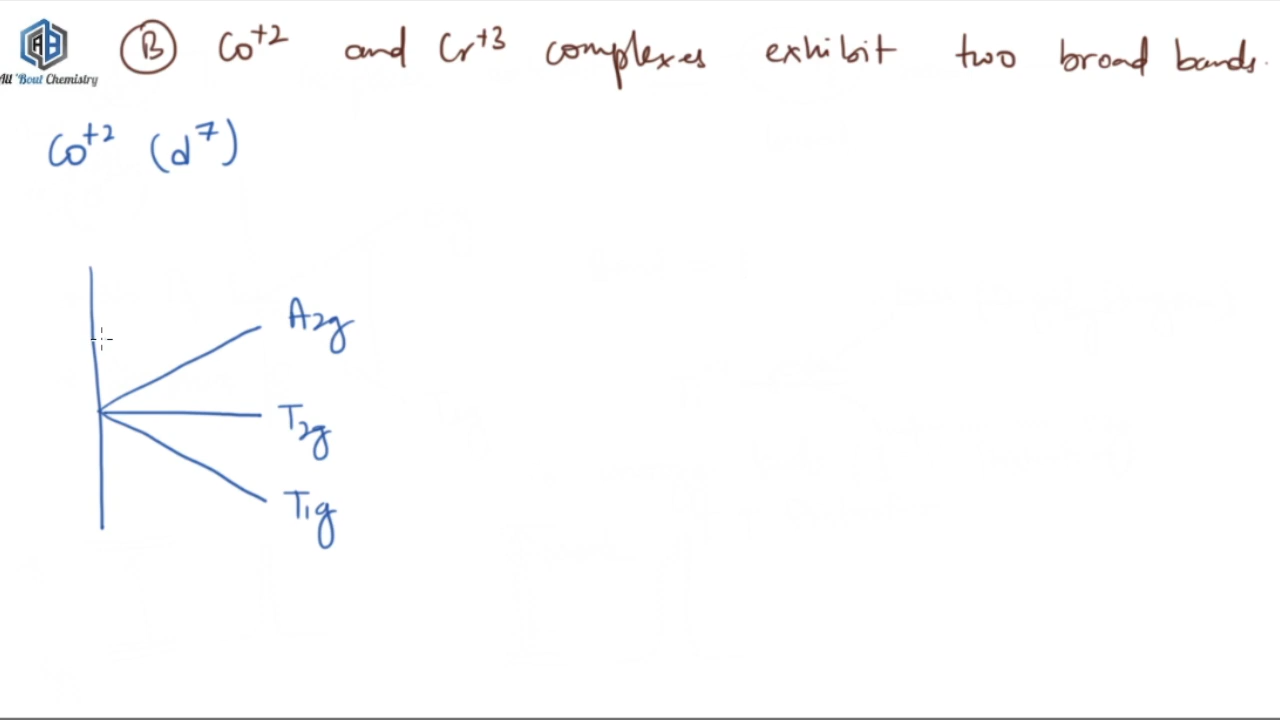 B Co+2 and Cr+3 complexes exhibit two broad bands.
AB
All 'Bout Chemistry
Co+2 (d7)
A2g
T2g
T1g